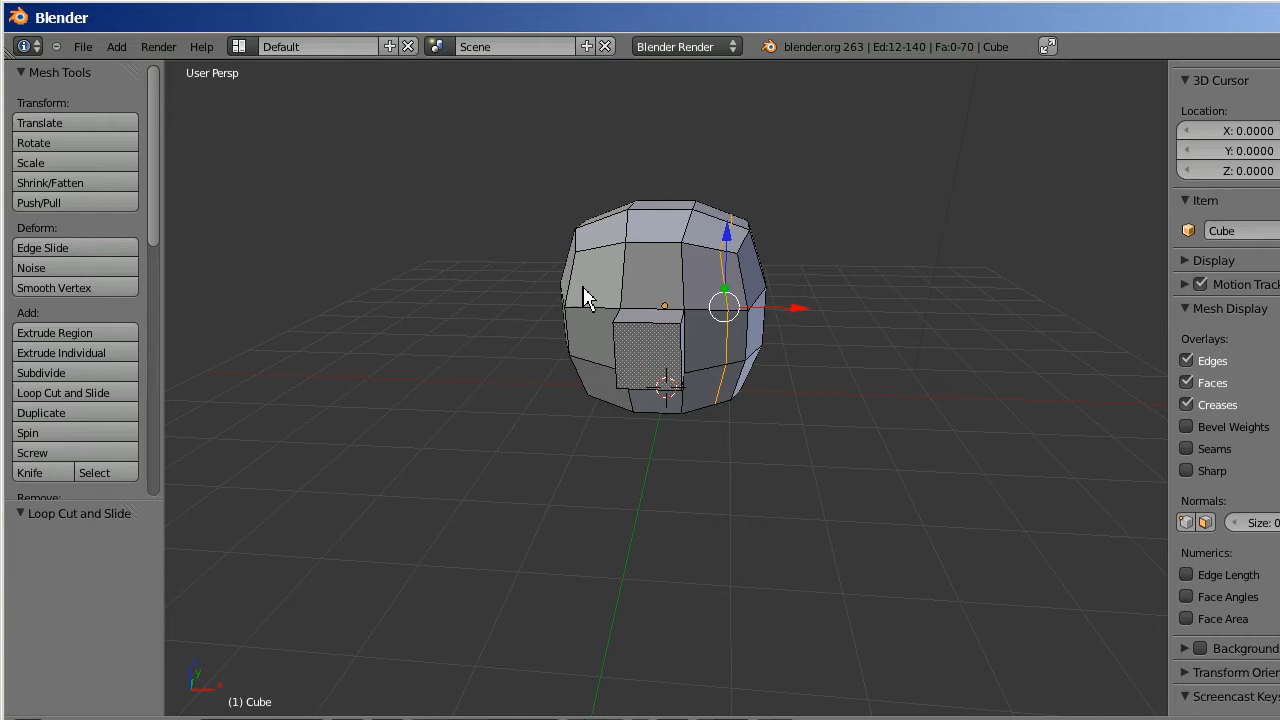 Blender
File Add Render Help Default Scene Blender Render blender.org 263 | Ed:12-140 | Fa:0-70 | Cube
Mesh Tools
Transform:
Translate
Rotate
Scale
Shrink/Fatten
Push/Pull
Deform:
Edge Slide
Noise
Smooth Vertex
Add:
Extrude Region
Extrude Individual
Subdivide
Loop Cut and Slide
Duplicate
Spin
Screw
Knife Select
Remove:
Loop Cut and Slide
User Persp
y
x
(1) Cube
3D Cursor
Location:
X: 0.0000
Y: 0.0000
Z: 0.0000
Item
Cube
Display
Motion Track
Mesh Display
Overlays:
Edges
Faces
Creases
Bevel Weights
Seams
Sharp
Normals:
Size: 0
Numerics:
Edge Length
Face Angles
Face Area
Background
Transform Orien
Screencast Key